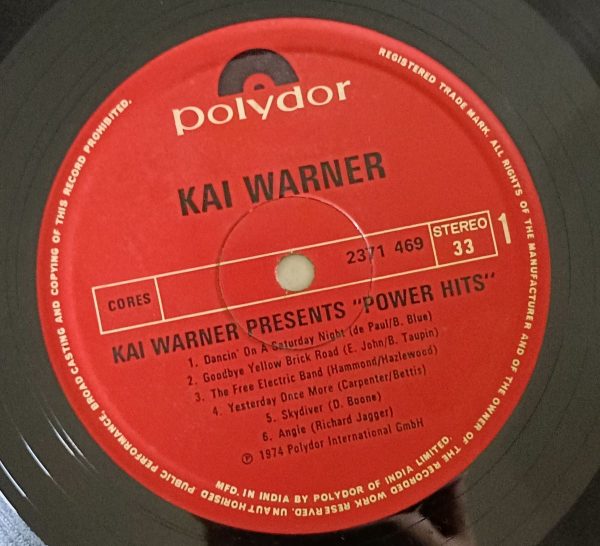 polydor
KAI WARNER
CORES
2371 469
STEREO
33
1
KAI WARNER PRESENTS "POWER HITS"
1. Dancin' On A Saturday Night (de Paul/B. Blue)
2. Goodbye Yellow Brick Road (E. John/B. Taupin)
3. The Free Electric Band (Hammond/Hazlewood)
4. Yesterday Once More (Carpenter/Bettis)
5. Skydiver (D. Boone)
6. Angie (Richard Jagger)
℗ 1974 Polydor International GmbH
MFD. IN INDIA BY POLYDOR OF INDIA LIMITED.
REGISTERED TRADE MARK. ALL RIGHTS OF THE MANUFACTURER AND OF THE OWNER OF THE RECORDED WORK RESERVED. UNAUTHORISED PUBLIC PERFORMANCE, BROADCASTING AND COPYING OF THIS RECORD PROHIBITED.